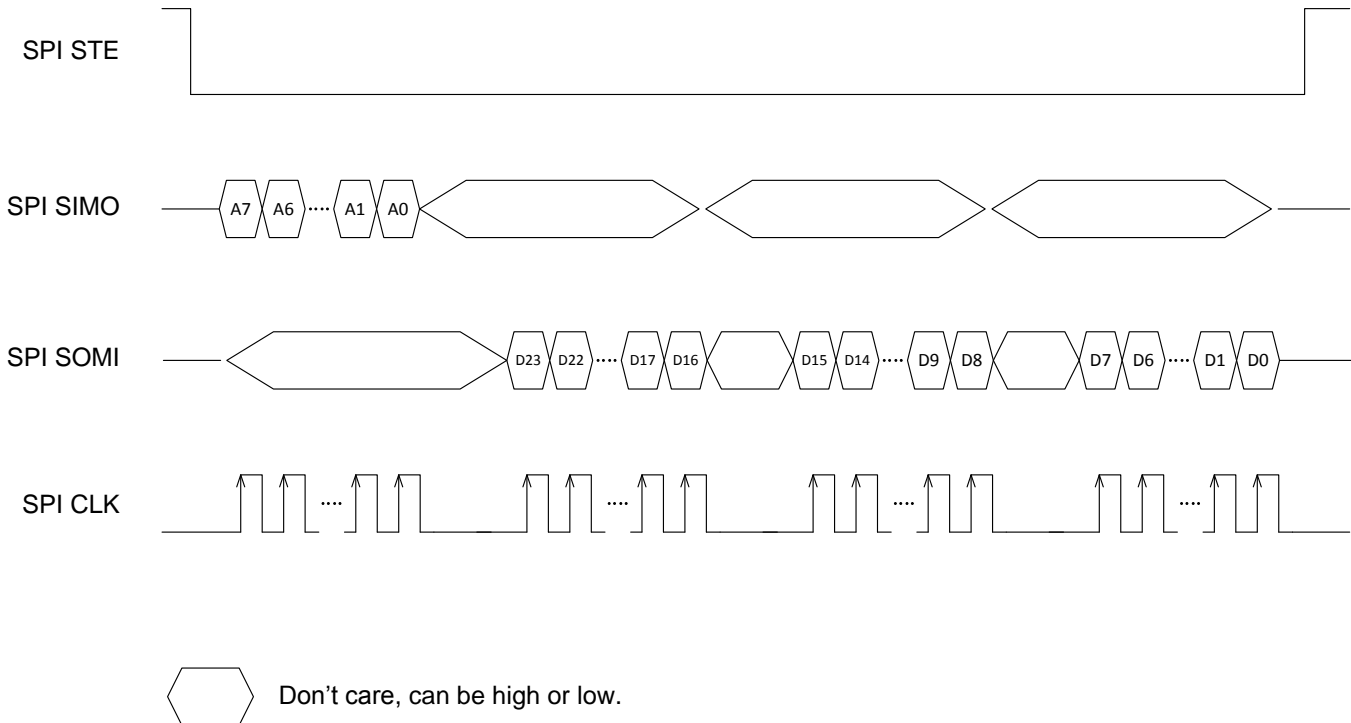 SPI STE
SPI SIMO
A7 A6 .... A1 A0
SPI SOMI
D23 D22 .... D17 D16 D15 D14 .... D9 D8 D7 D6 .... D1 D0
SPI CLK
.... .... .... ....
Don't care, can be high or low.